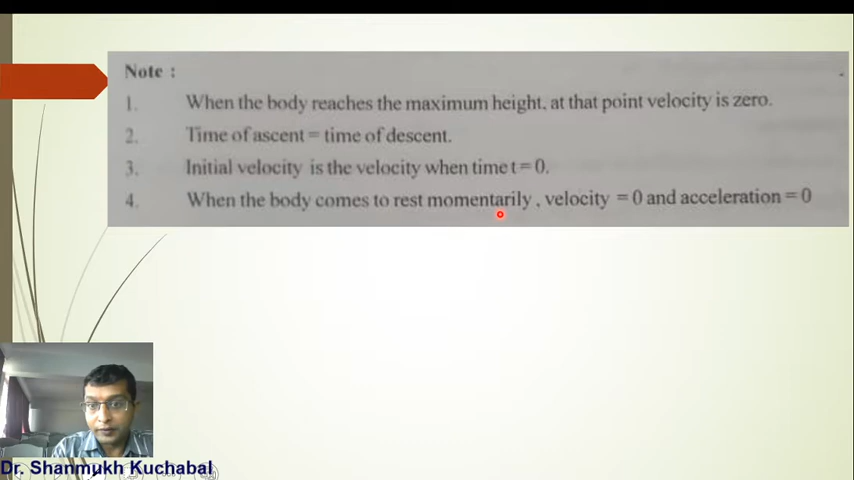 Note :
1. When the body reaches the maximum height, at that point velocity is zero.
2. Time of ascent = time of descent.
3. Initial velocity is the velocity when time t = 0.
4. When the body comes to rest momentarily , velocity = 0 and acceleration = 0
Dr. Shanmukh Kuchabal